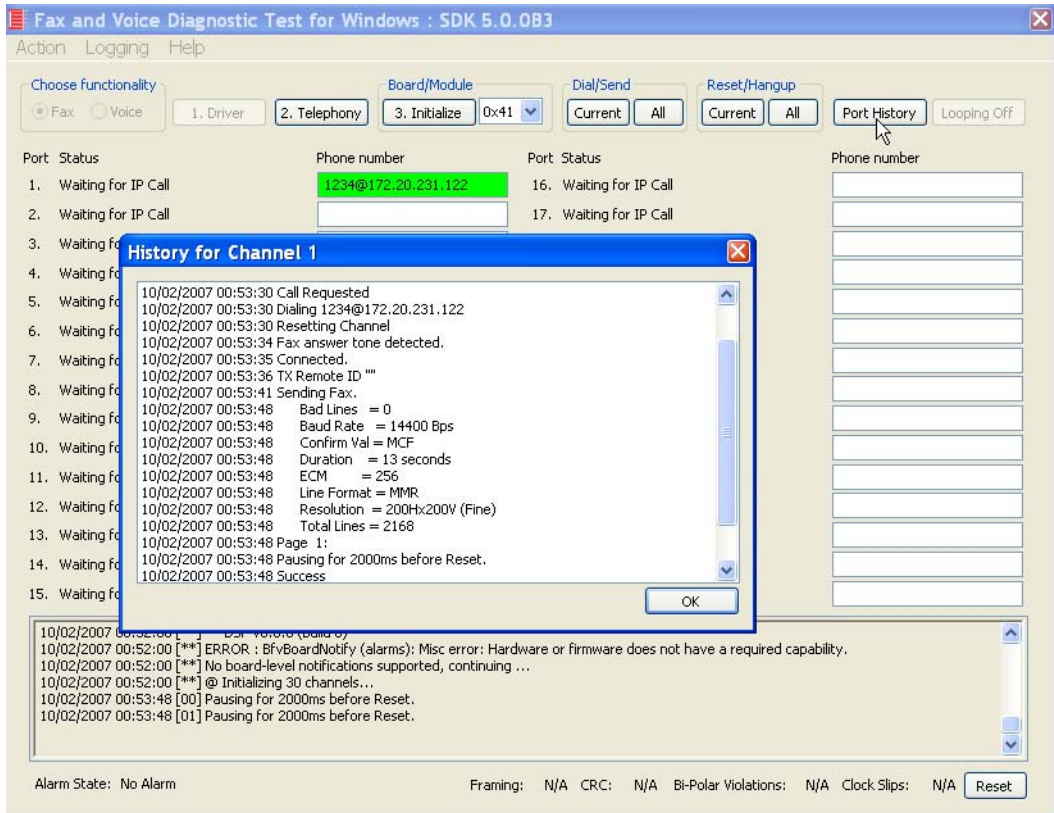 Fax and Voice Diagnostic Test for Windows : SDK 5.0.0B3
Action Logging Help
Choose functionality Board/Module Dial/Send Reset/Hangup
Fax Voice 1. Driver 2. Telephony 3. Initialize 0x41 Current All Current All Port History Looping Off
Port Status Phone number Port Status Phone number
1. Waiting for IP Call 1234@172.20.231.122 16. Waiting for IP Call
2. Waiting for IP Call 17. Waiting for IP Call
3. Waiting
4. Waiting
5. Waiting
6. Waiting
7. Waiting
8. Waiting
9. Waiting
10. Waiting
11. Waiting
12. Waiting
13. Waiting
14. Waiting
15. Waiting
History for Channel 1
10/02/2007 00:53:30 Call Requested
10/02/2007 00:53:30 Dialing 1234@172.20.231.122
10/02/2007 00:53:30 Resetting Channel
10/02/2007 00:53:34 Fax answer tone detected.
10/02/2007 00:53:35 Connected.
10/02/2007 00:53:36 TX Remote ID ""
10/02/2007 00:53:41 Sending Fax.
10/02/2007 00:53:48 Bad Lines = 0
10/02/2007 00:53:48 Baud Rate = 14400 Bps
10/02/2007 00:53:48 Confirm Val = MCF
10/02/2007 00:53:48 Duration = 13 seconds
10/02/2007 00:53:48 ECM = 256
10/02/2007 00:53:48 Line Format = MMR
10/02/2007 00:53:48 Resolution = 200Hx200V (Fine)
10/02/2007 00:53:48 Total Lines = 2168
10/02/2007 00:53:48 Page 1:
10/02/2007 00:53:48 Pausing for 2000ms before Reset.
10/02/2007 00:53:48 Success
OK
10/02/2007
10/02/2007 00:52:00 [**] ERROR : BfvBoardNotify (alarms): Misc error: Hardware or firmware does not have a required capability.
10/02/2007 00:52:00 [**] No board-level notifications supported, continuing ...
10/02/2007 00:52:00 [**] @ Initializing 30 channels...
10/02/2007 00:53:48 [00] Pausing for 2000ms before Reset.
10/02/2007 00:53:48 [01] Pausing for 2000ms before Reset.
Alarm State: No Alarm Framing: N/A CRC: N/A Bi-Polar Violations: N/A Clock Slips: N/A Reset